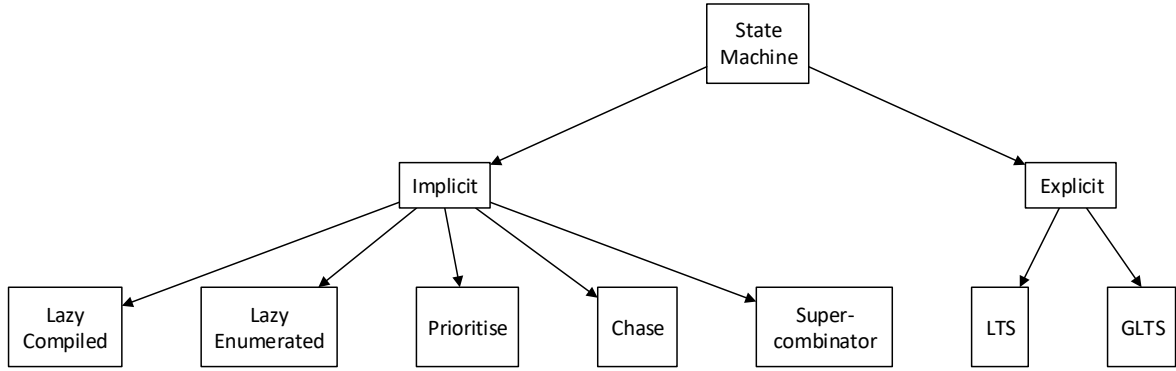 State
Machine
Implicit
Explicit
Lazy
Compiled
Lazy
Enumerated
Prioritise
Chase
Super-
combinator
LTS
GLTS